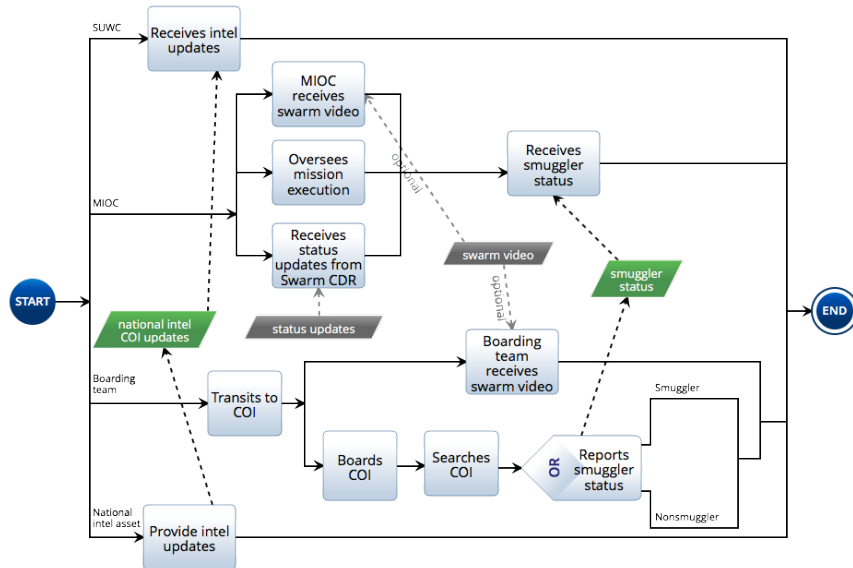 SUWC
Receives intel
updates
MIOC
receives
swarm video
Oversees
mission
execution
optional
Receives
smuggler
status
MIOC
Receives
status
updates from
Swarm CDR
swarm video
smuggler
status
START
END
national intel
COI updates
status updates
optional
Boarding
team
receives
swarm video
Boarding
team
Transits to
COI
Smuggler
Boards
COI
Searches
COI
OR
Reports
smuggler
status
National
intel asset
Provide intel
updates
Nonsmuggler